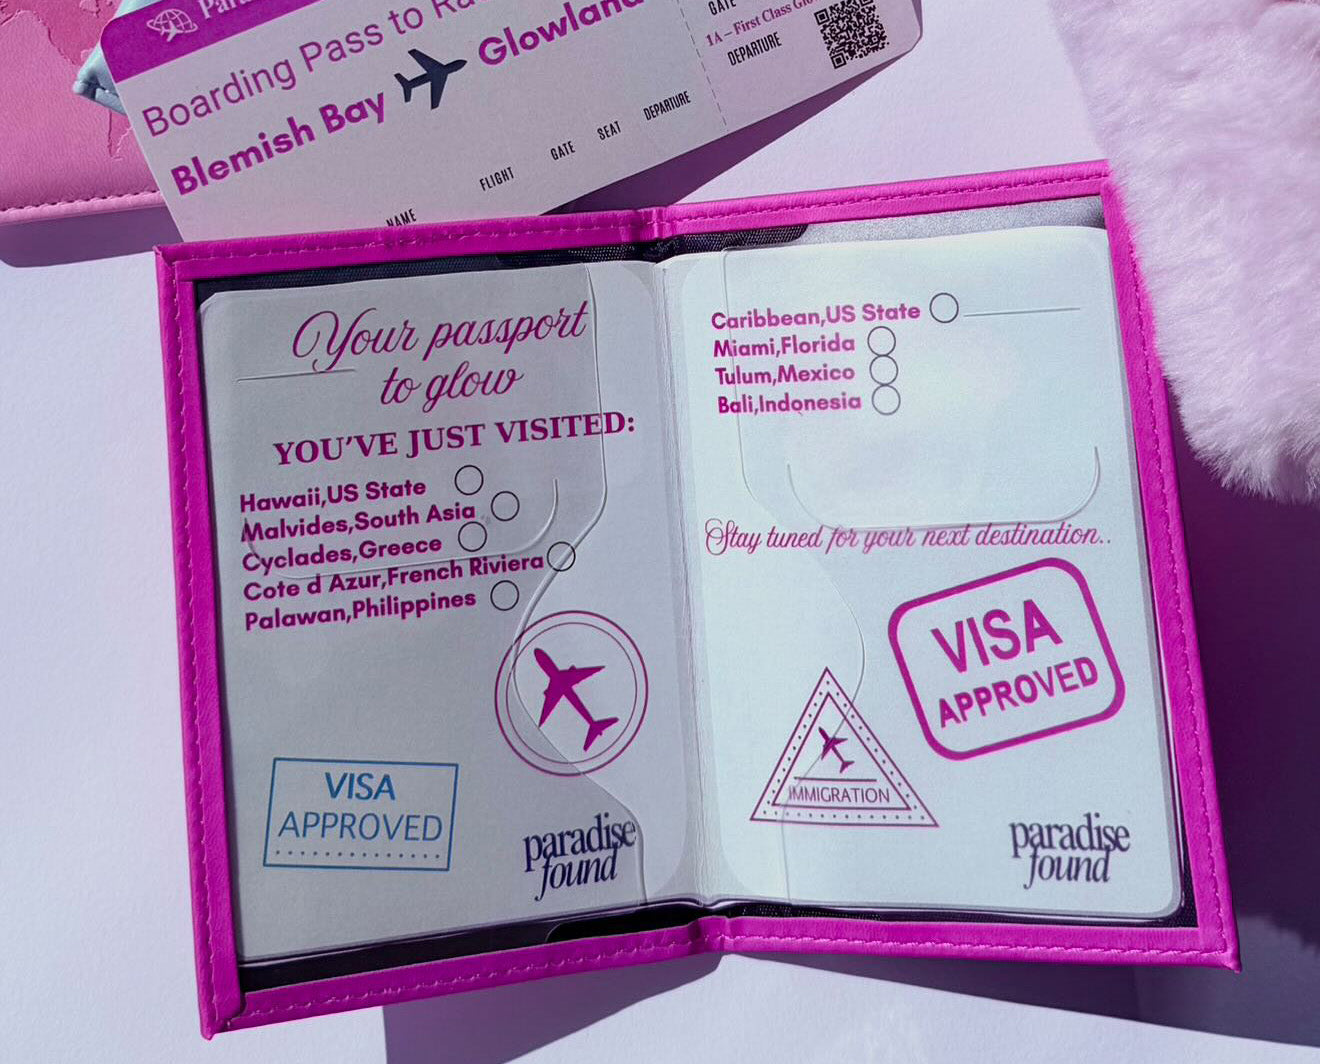 Boarding Pass to
Blemish Bay Glowland
NAME
FLIGHT
GATE
SEAT
DEPARTURE
GATE
1A – First Class
DEPARTURE
Your passport
to glow
YOU'VE JUST VISITED:
Hawaii,US State
Malvides,South Asia
Cyclades,Greece
Cote d Azur,French Riviera
Palawan,Philippines
VISA
APPROVED
paradise
found
Caribbean,US State
Miami,Florida
Tulum,Mexico
Bali,Indonesia
Stay tuned for your next destination..
VISA
APPROVED
IMMIGRATION
paradise
found